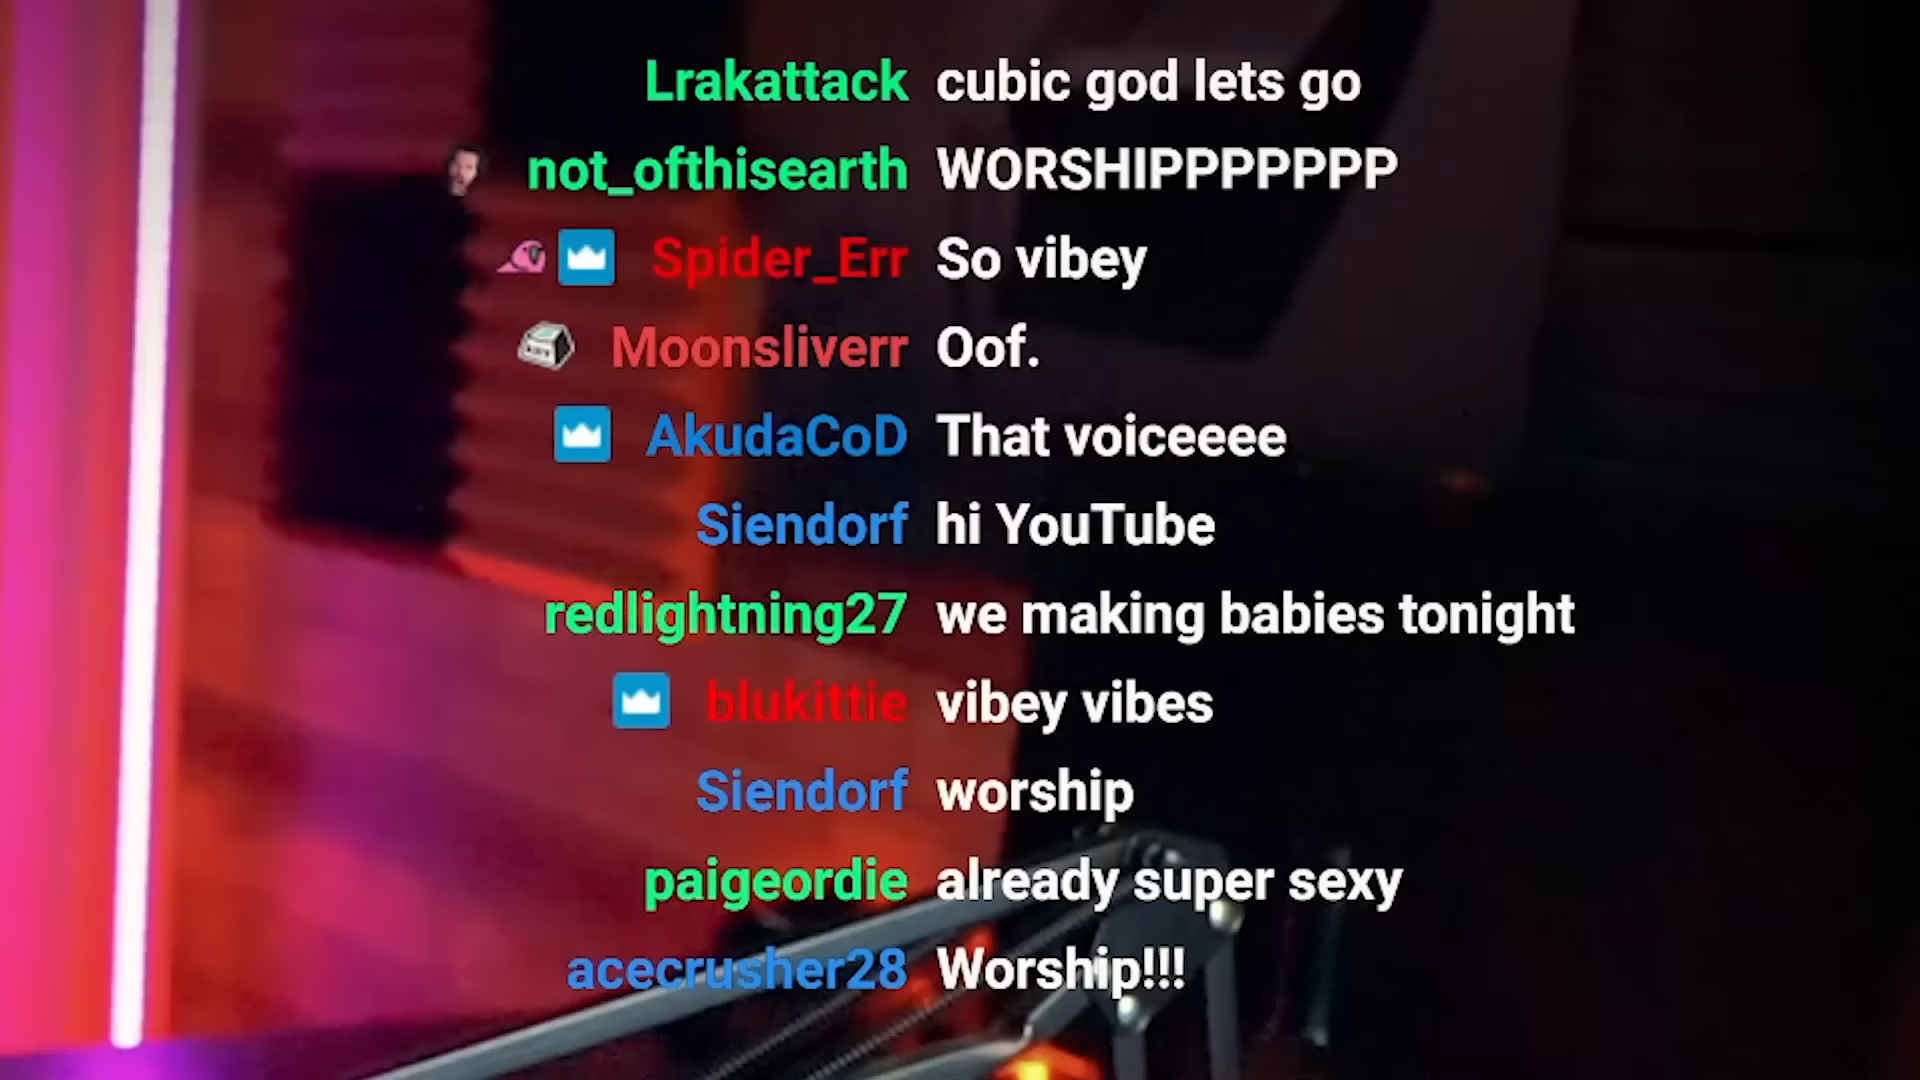 Lrakattack cubic god lets go
not_ofthisearth WORSHIPPPPPPP
Spider_Err So vibey
Moonsliverr Oof.
AkudaCoD That voiceeee
Siendorf hi YouTube
redlightning27 we making babies tonight
blukittie vibey vibes
Siendorf worship
paigeordie already super sexy
acecrusher28 Worship!!!